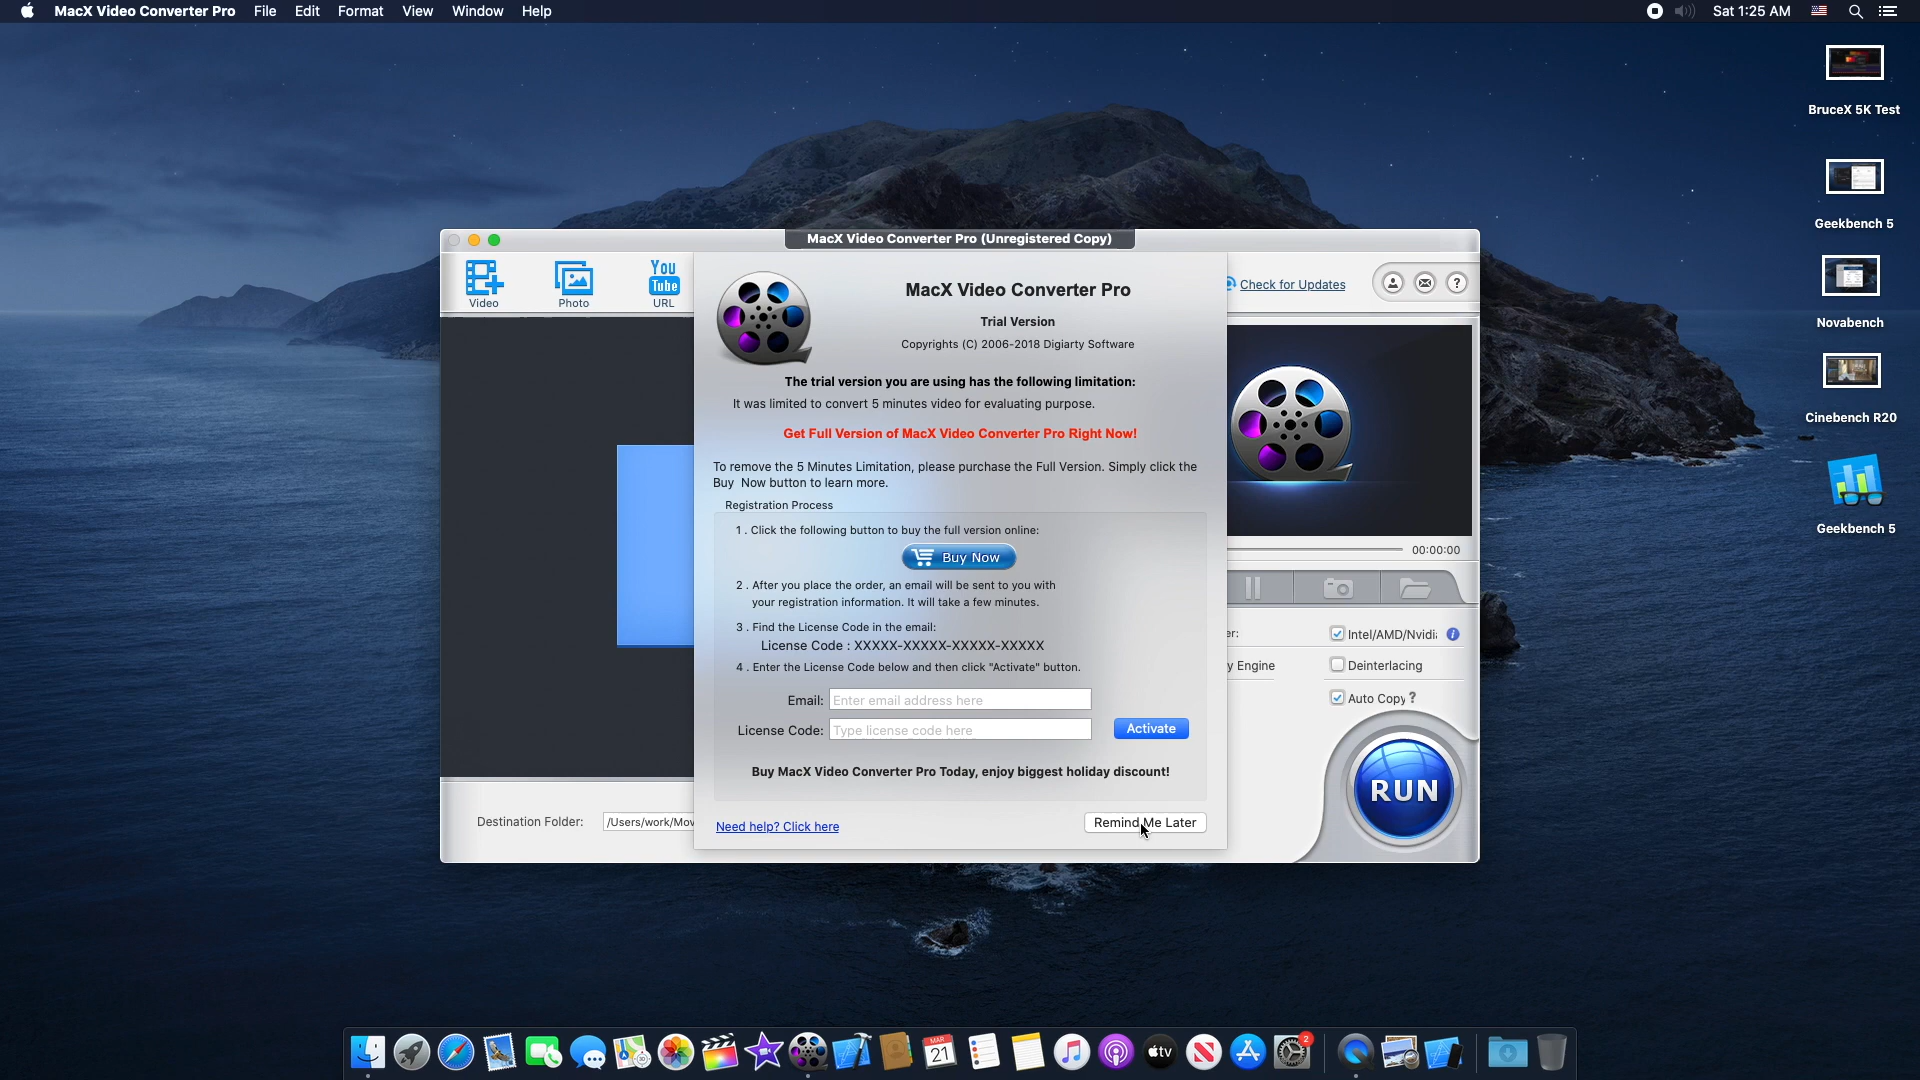 MacX Video Converter Pro File Edit Format View Window Help
Sat 1:25 AM
BruceX 5K Test
Geekbench 5
Novabench
Cinebench R20
Geekbench 5
MacX Video Converter Pro (Unregistered Copy)
Video
Photo
You
Tube
URL
Check for Updates
?
MacX Video Converter Pro
Trial Version
Copyrights (C) 2006-2018 Digiarty Software
The trial version you are using has the following limitation:
It was limited to convert 5 minutes video for evaluating purpose.
Get Full Version of MacX Video Converter Pro Right Now!
To remove the 5 Minutes Limitation, please purchase the Full Version. Simply click the
Buy Now button to learn more.
Registration Process
1. Click the following button to buy the full version online:
Buy Now
2. After you place the order, an email will be sent to you with
your registration information. It will take a few minutes.
3. Find the License Code in the email:
License Code : XXXXX-XXXXX-XXXXX-XXXXX
4. Enter the License Code below and then click "Activate" button.
Email: Enter email address here
License Code: Type license code here
Activate
Buy MacX Video Converter Pro Today, enjoy biggest holiday discount!
Need help? Click here
Remind Me Later
00:00:00
er:
Intel/AMD/Nvidi
i
y Engine
Deinterlacing
Auto Copy ?
RUN
Destination Folder: /Users/work/Mov
MAR
21
tv
2